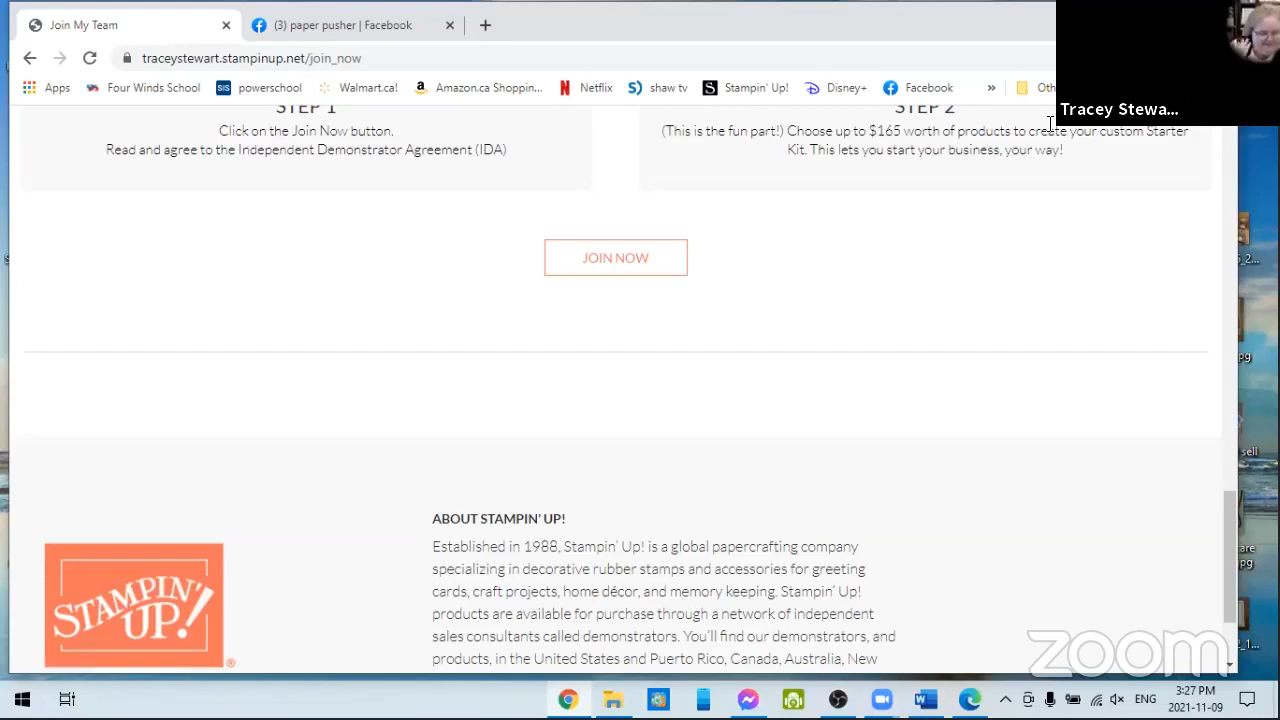 Join My Team
(3) paper pusher | Facebook
traceystewart.stampinup.net/join_now
Apps
Four Winds School
SIS
powerschool
Walmart.ca!
Amazon.ca Shoppin...
Netflix
shaw tv
Stampin' Up!
Disney+
Facebook
»
Oth
Tracey Stewa...
STEP 1
Click on the Join Now button.
Read and agree to the Independent Demonstrator Agreement (IDA)
STEP 2
(This is the fun part!) Choose up to $165 worth of products to create your custom Starter
Kit. This lets you start your business, your way!
JOIN NOW
ABOUT STAMPIN' UP!
Established in 1988, Stampin' Up! is a global papercrafting company
specializing in decorative rubber stamps and accessories for greeting
cards, craft projects, home décor, and memory keeping. Stampin' Up!
products are available for purchase through a network of independent
sales consultants called demonstrators. You'll find our demonstrators, and
products, in the United States and Puerto Rico, Canada, Australia, New
STAMPIN'
UP!
®
sell
zoom
ENG
3:27 PM
2021-11-09